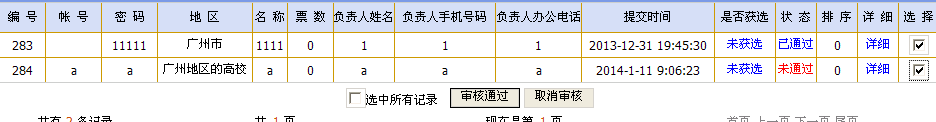 编 号 帐 号 密 码 地 区 名 称 票 数 负责人姓名 负责人手机号码 负责人办公电话 提交时间 是否获选 状 态 排 序 详 细 选 择
283 11111 广州市 1111 0 1 1 1 2013-12-31 19:45:30 未获选 已通过 0 详细
284 a a 广州地区的高校 a 0 a a a 2014-1-11 9:06:23 未获选 未通过 0 详细
选中所有记录 审核通过 取消审核
共有 2 条记录 共 1 页 现在是第 1 页 首页 上一页 下一页 尾页